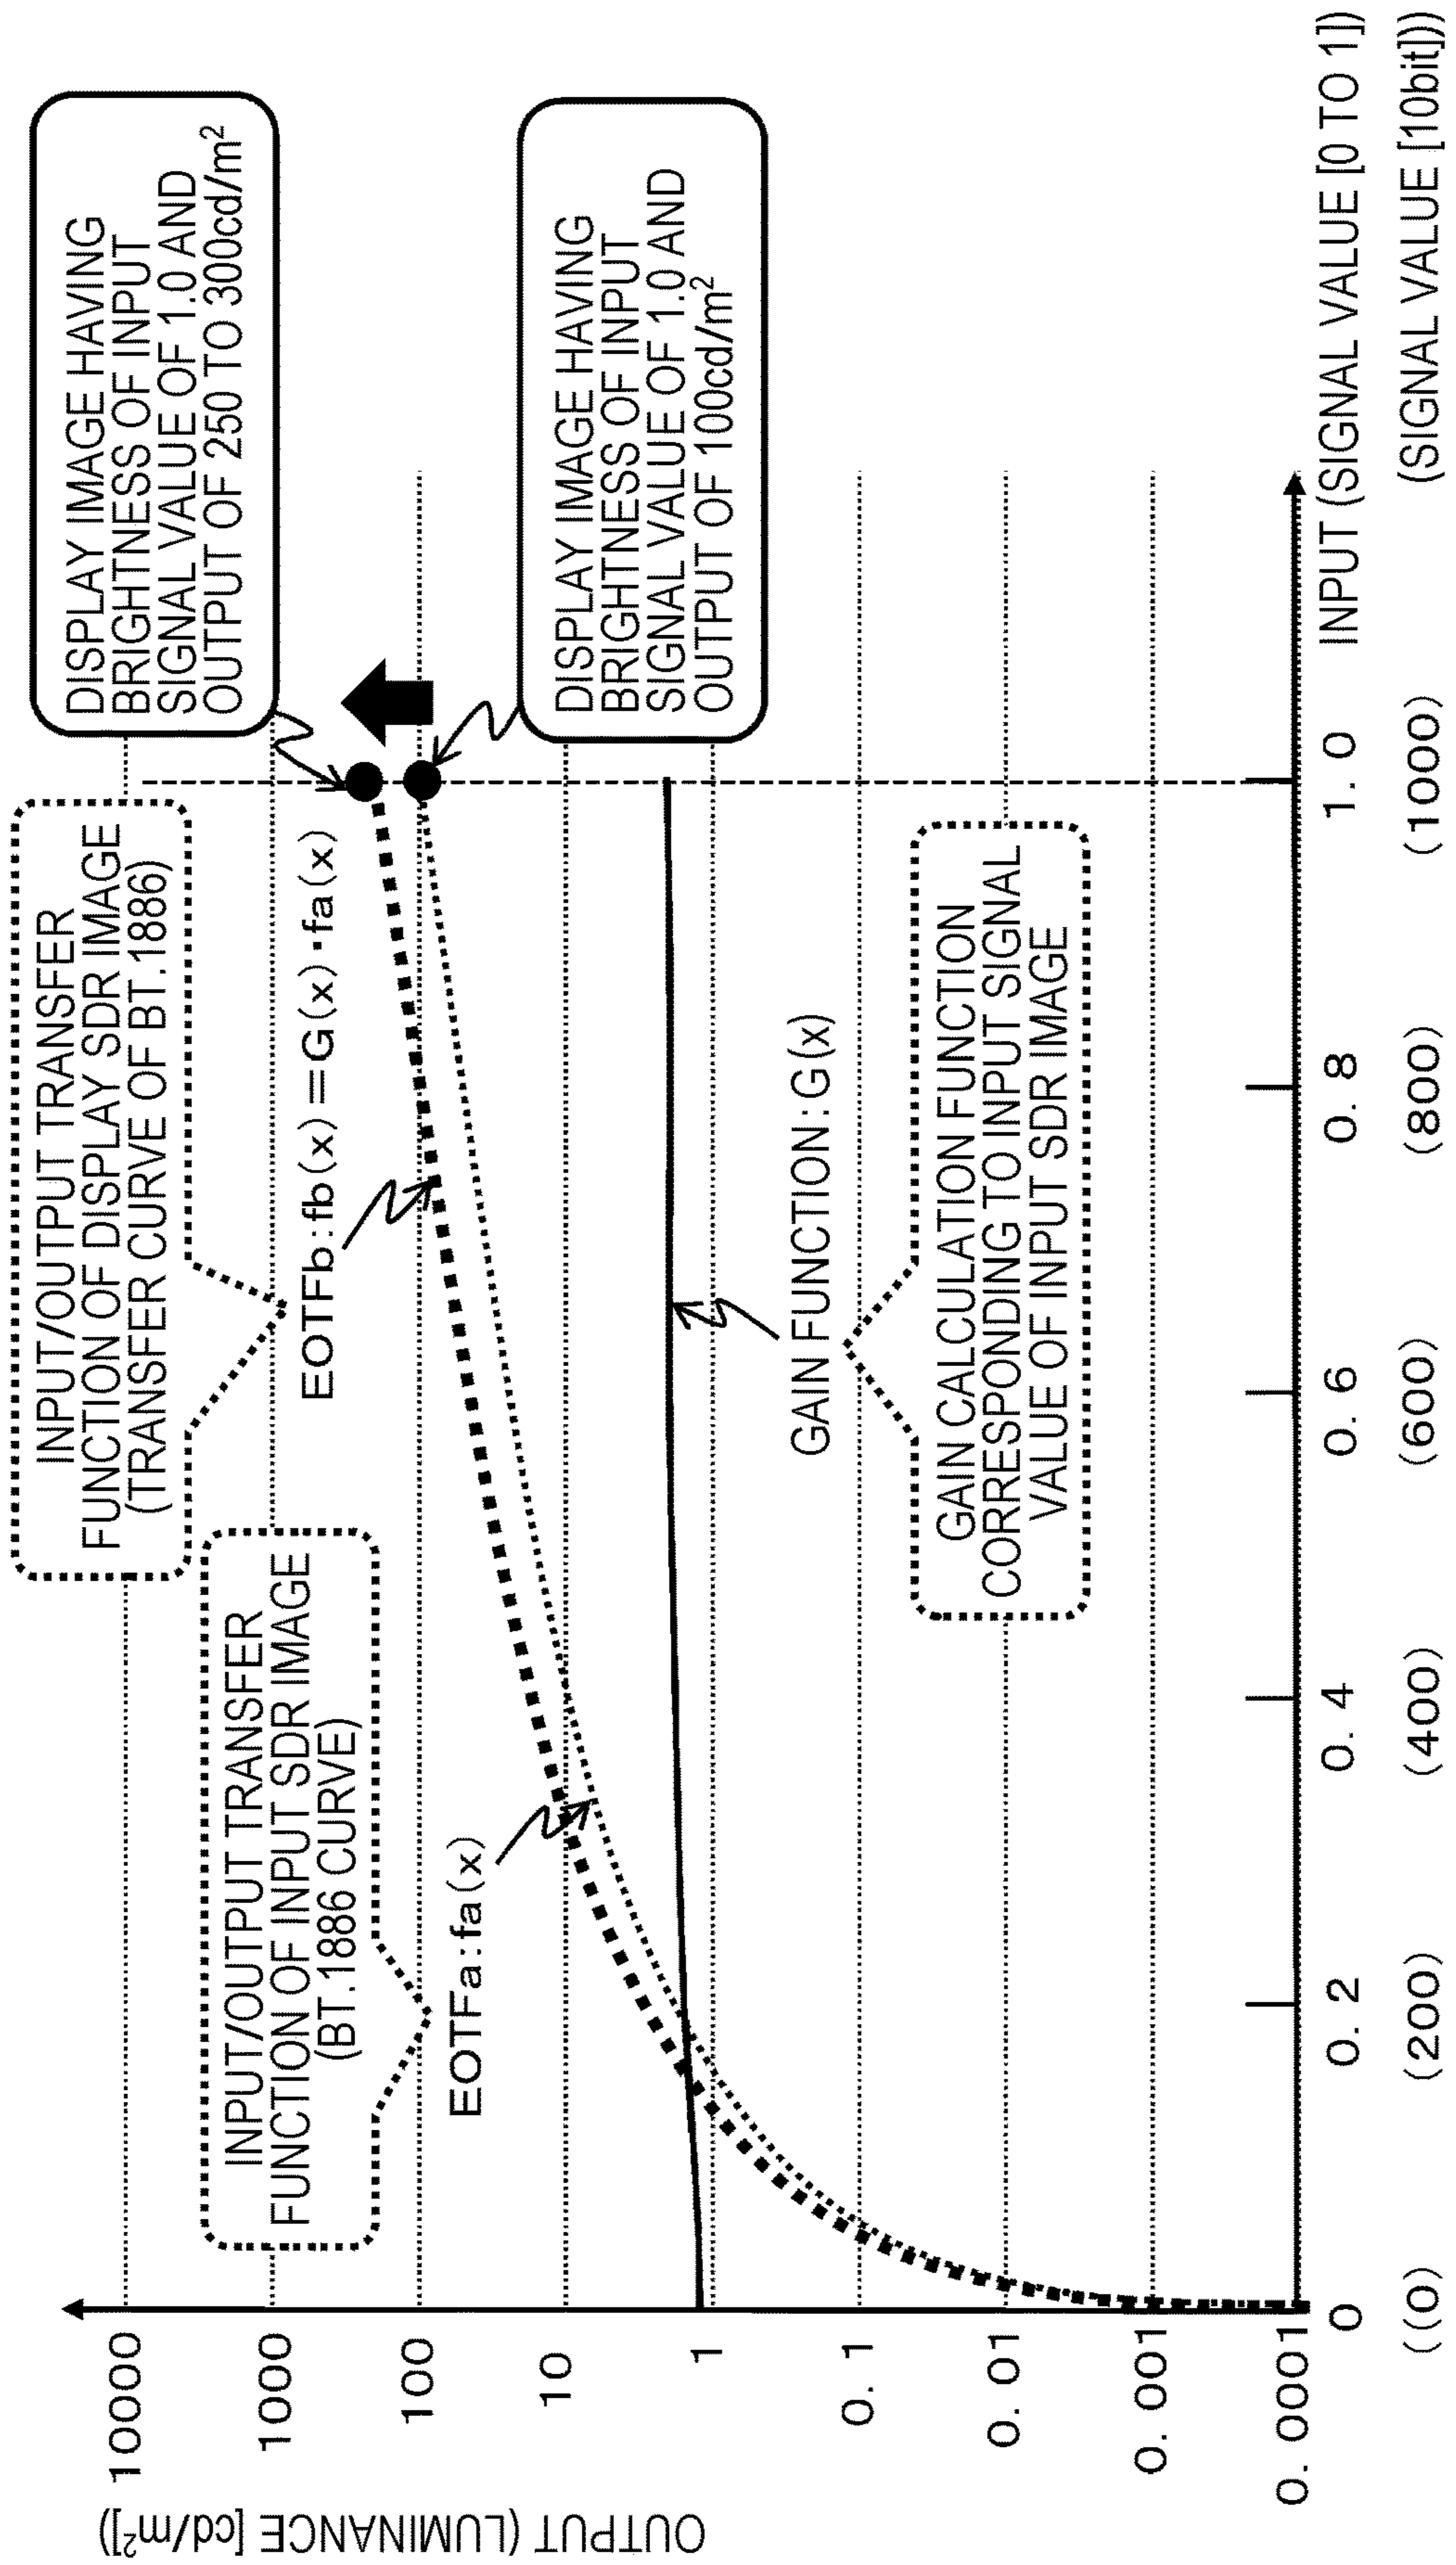 OUTPUT (LUMINANCE [cd/m²])
10000
1000
100
10
1
0. 1
0. 01
0. 001
0. 0001
INPUT/OUTPUT TRANSFER
FUNCTION OF DISPLAY SDR IMAGE
(TRANSFER CURVE OF BT.1886)
INPUT/OUTPUT TRANSFER
FUNCTION OF INPUT SDR IMAGE
(BT.1886 CURVE)
EOTFb:fb(x)=G(x)·fa(x)
EOTFa:fa(x)
DISPLAY IMAGE HAVING
BRIGHTNESS OF INPUT
SIGNAL VALUE OF 1.0 AND
OUTPUT OF 250 TO 300cd/m²
DISPLAY IMAGE HAVING
BRIGHTNESS OF INPUT
SIGNAL VALUE OF 1.0 AND
OUTPUT OF 100cd/m²
GAIN FUNCTION:G(x)
GAIN CALCULATION FUNCTION
CORRESPONDING TO INPUT SIGNAL
VALUE OF INPUT SDR IMAGE
0 0. 2 0. 4 0. 6 0. 8 1. 0 INPUT (SIGNAL VALUE [0 TO 1])
((0) (200) (400) (600) (800) (1000) (SIGNAL VALUE [10bit]))